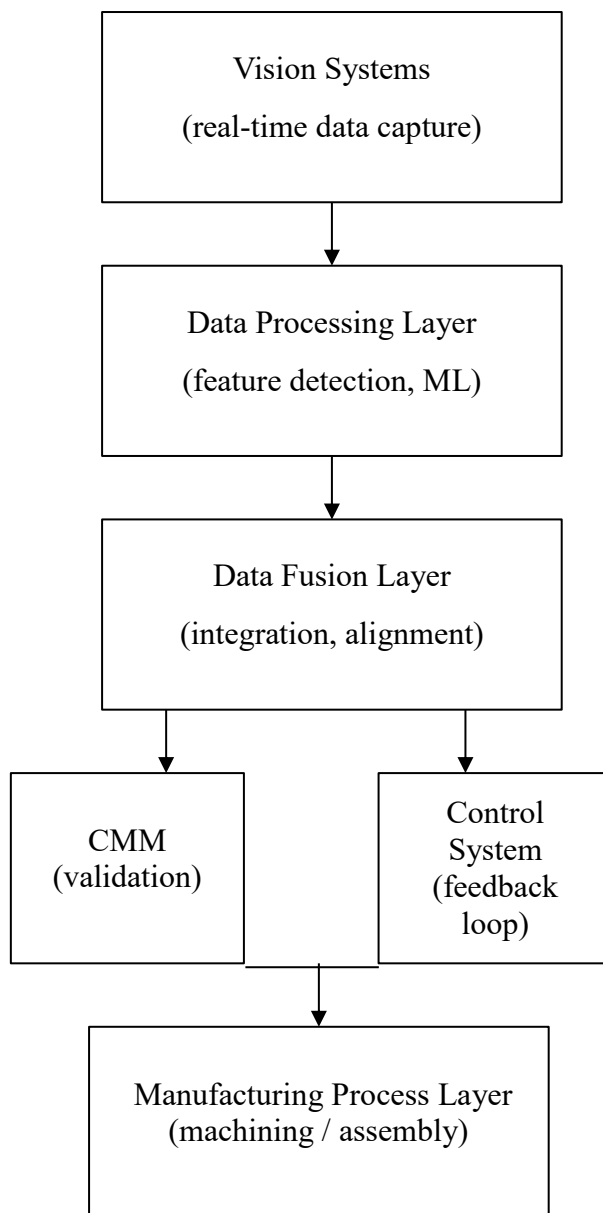 Vision Systems
(real-time data capture)
Data Processing Layer
(feature detection, ML)
Data Fusion Layer
(integration, alignment)
CMM
(validation)
Control
System
(feedback
loop)
Manufacturing Process Layer
(machining / assembly)